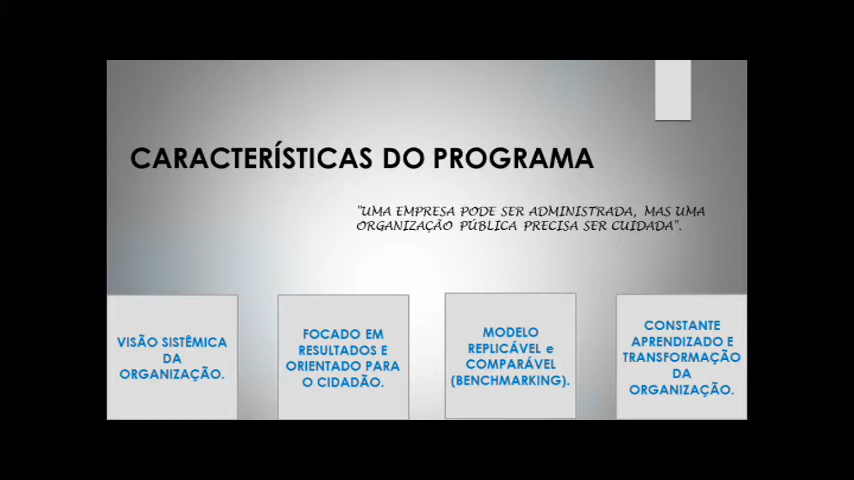 CARACTERÍSTICAS DO PROGRAMA
"UMA EMPRESA PODE SER ADMINISTRADA, MAS UMA
ORGANIZAÇÃO PÚBLICA PRECISA SER CUIDADA".
VISÃO SISTÊMICA
DA
ORGANIZAÇÃO.
FOCADO EM
RESULTADOS E
ORIENTADO PARA
O CIDADÃO.
MODELO
REPLICÁVEL e
COMPARÁVEL
(BENCHMARKING).
CONSTANTE
APRENDIZADO E
TRANSFORMAÇÃO
DA
ORGANIZAÇÃO.